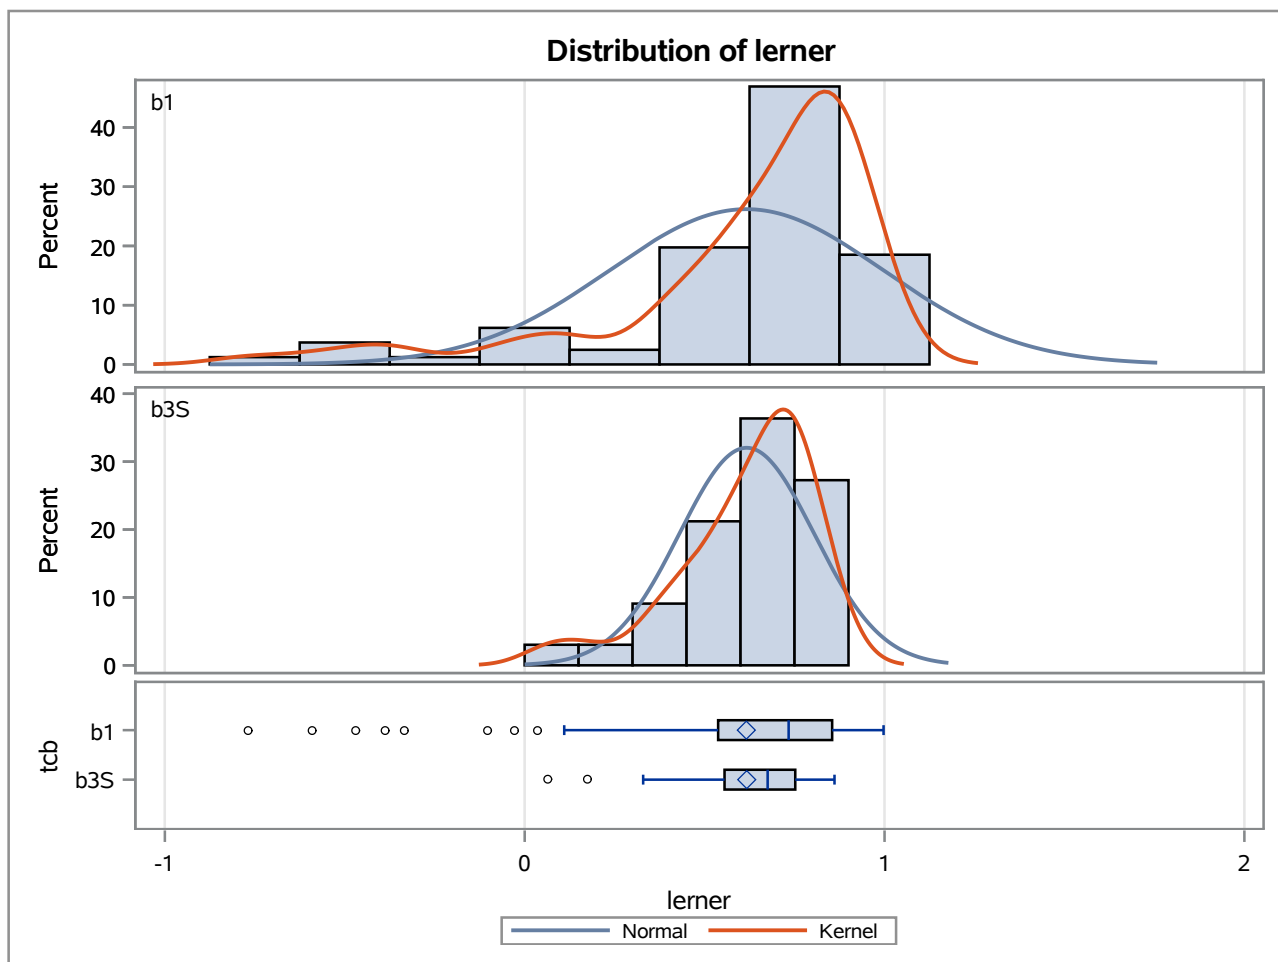 Distribution of lerner
b1
Percent
40
30
20
10
0
b3S
Percent
40
30
20
10
0
tcb
b1
b3S
-1 0 1 2
lerner
Normal Kernel